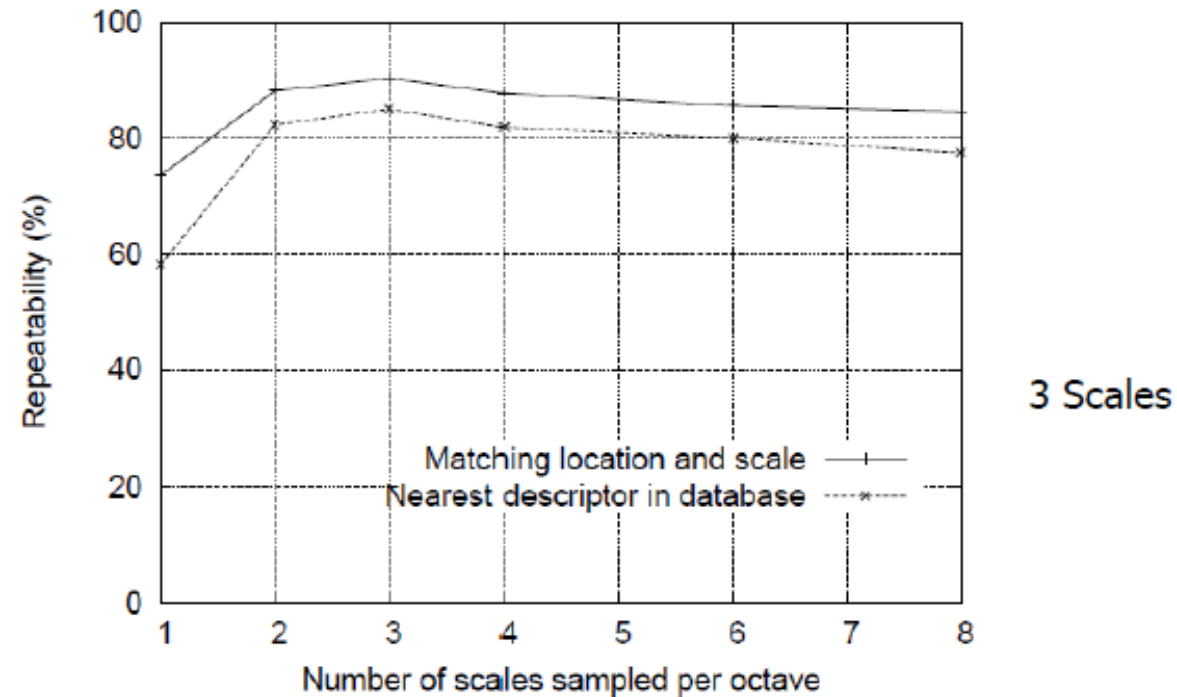 100
80
60
40
20
0
Repeatability (%)
Matching location and scale
Nearest descriptor in database
1 2 3 4 5 6 7 8
Number of scales sampled per octave
3 Scales